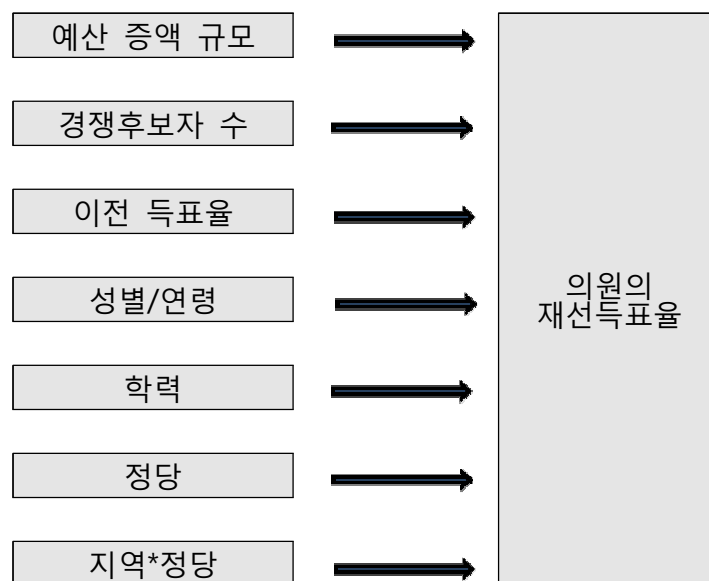 예산 증액 규모
경쟁후보자 수
이전 득표율
성별/연령
학력
정당
지역*정당
의원의
재선득표율